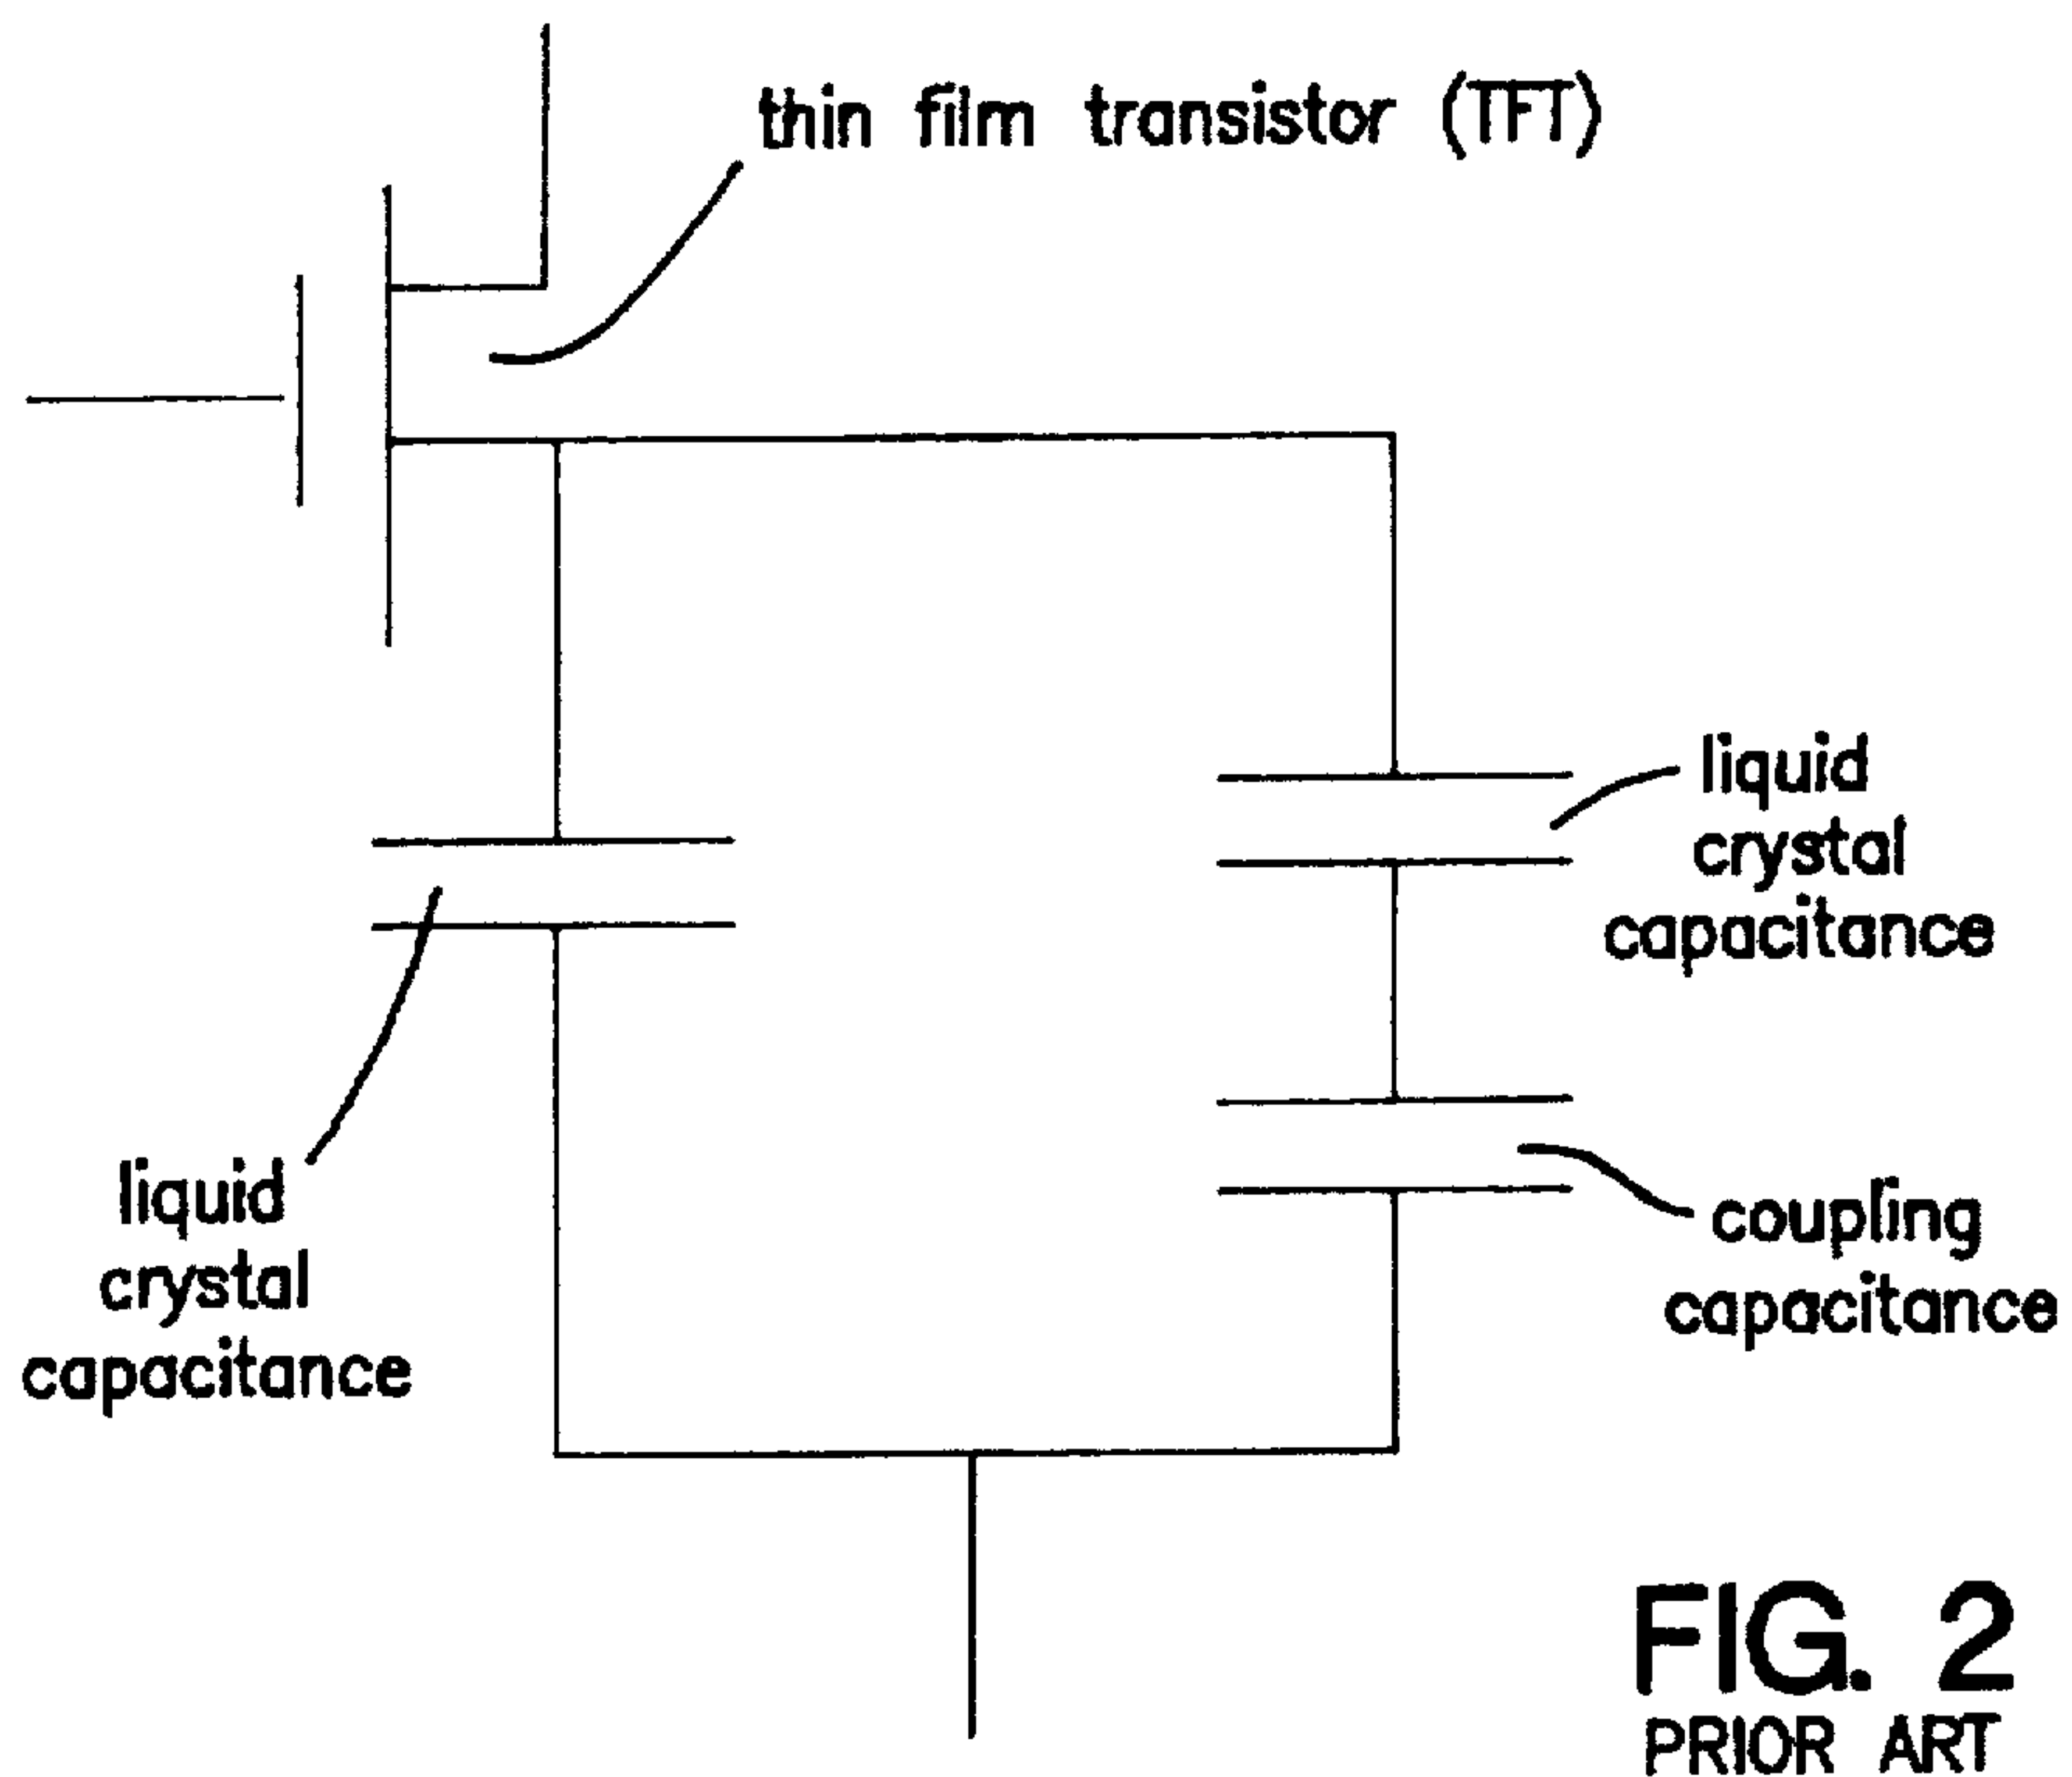 thin film transistor (TFT)
liquid
crystal
capacitance
liquid
crystal
capacitance
coupling
capacitance
FIG. 2
PRIOR ART